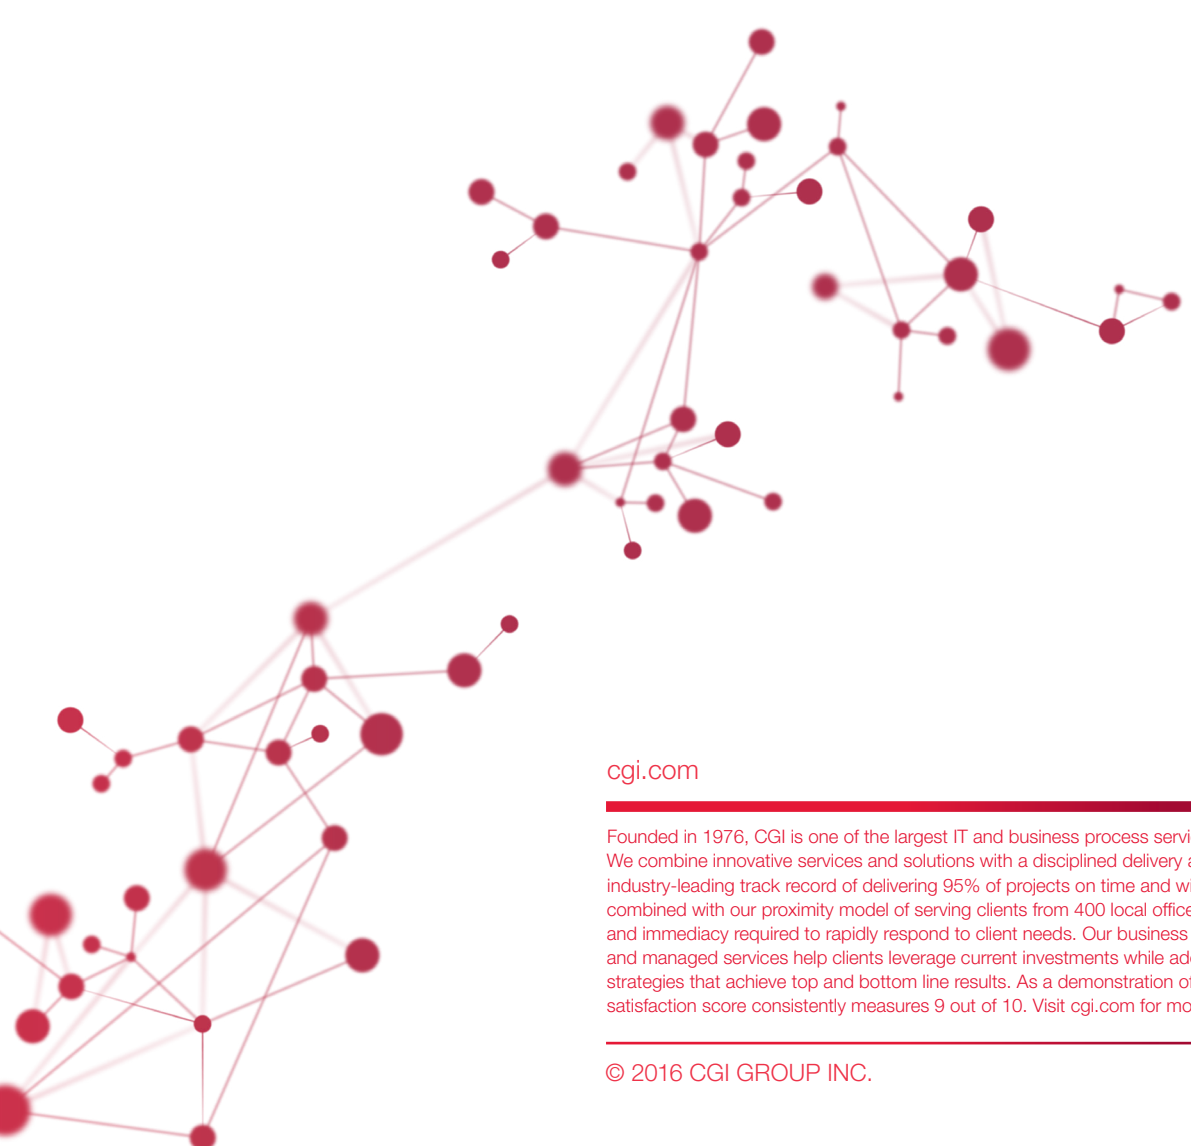 cgi.com
Founded in 1976, CGI is one of the largest IT and business process
We combine innovative services and solutions with a disciplined delivery
industry-leading track record of delivering 95% of projects on time and
combined with our proximity model of serving clients from 400 local
and immediacy required to rapidly respond to client needs. Our business
and managed services help clients leverage current investments while
strategies that achieve top and bottom line results. As a demonstration of
satisfaction score consistently measures 9 out of 10. Visit cgi.com for
© 2016 CGI GROUP INC.